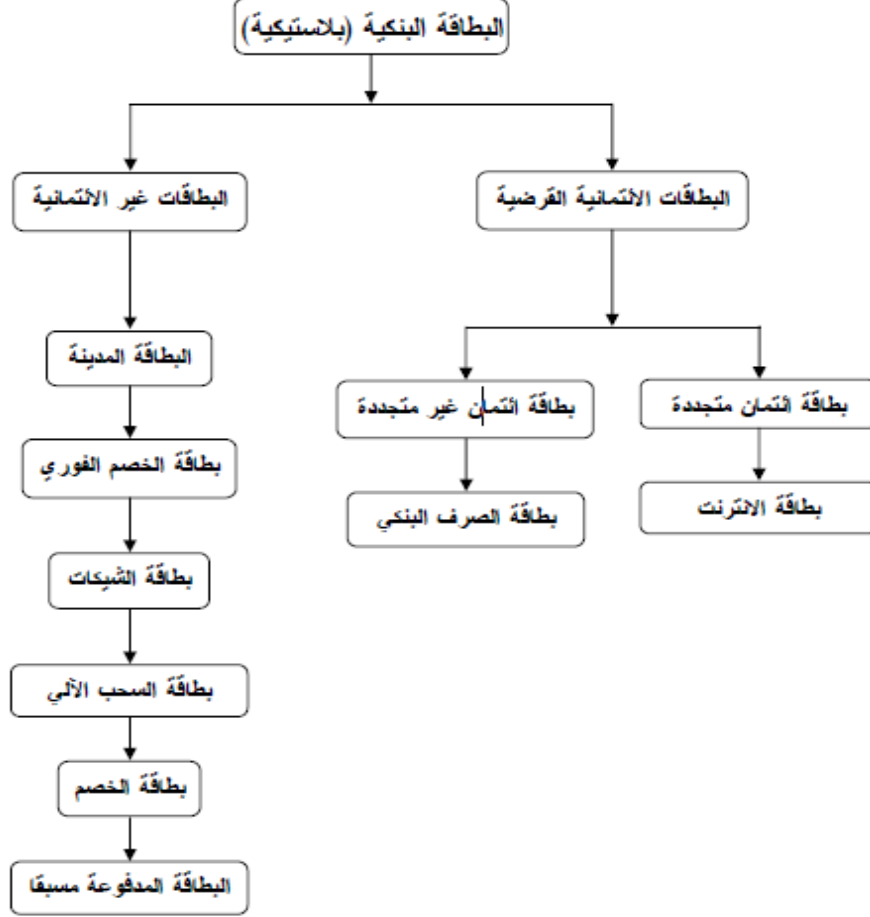 البطاقة البنكية (بلاستيكية)
البطاقات الائتمانية القرضية
البطاقات غير الائتمانية
بطاقة ائتمان متجددة
بطاقة ائتمان غير متجددة
بطاقة الانترنت
بطاقة الصرف البنكي
البطاقة المدينة
بطاقة الخصم الفوري
بطاقة الشيكات
بطاقة السحب الآلي
بطاقة الخصم
البطاقة المدفوعة مسبقا